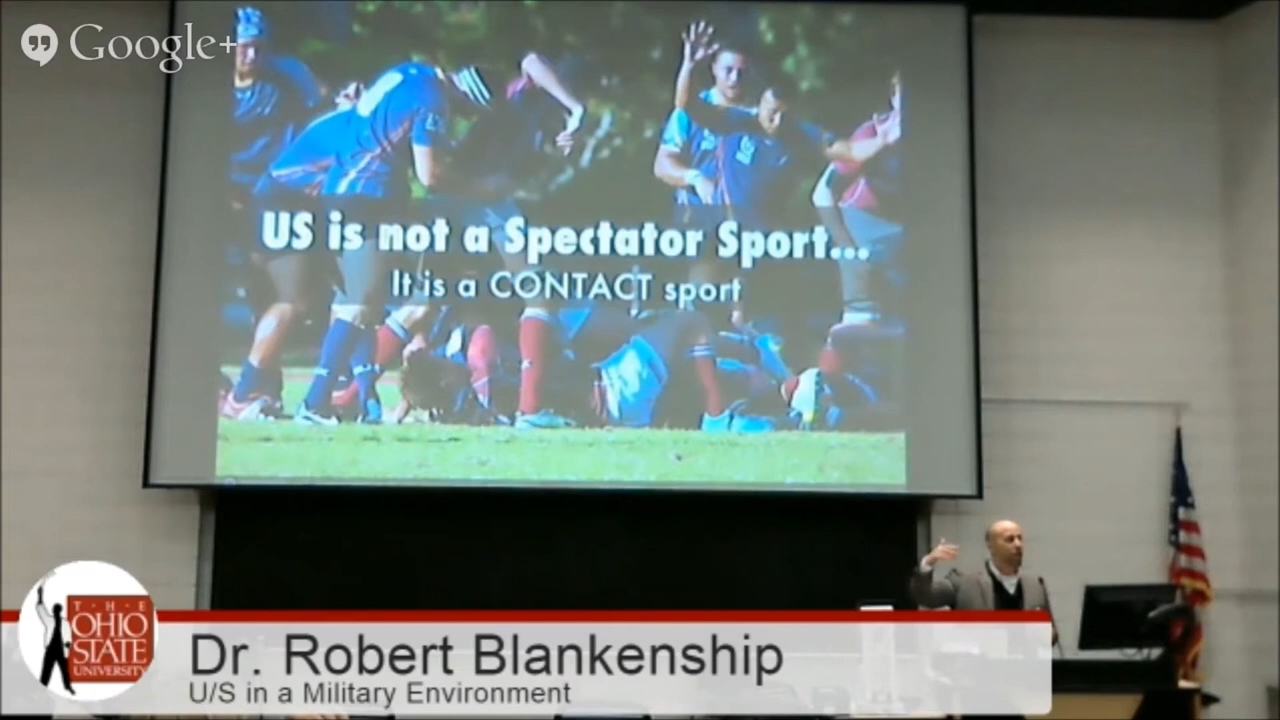 Google+
US is not a Spectator Sport...
It is a CONTACT sport
T·H·E
OHIO
STATE
UNIVERSITY
Dr. Robert Blankenship
U/S in a Military Environment